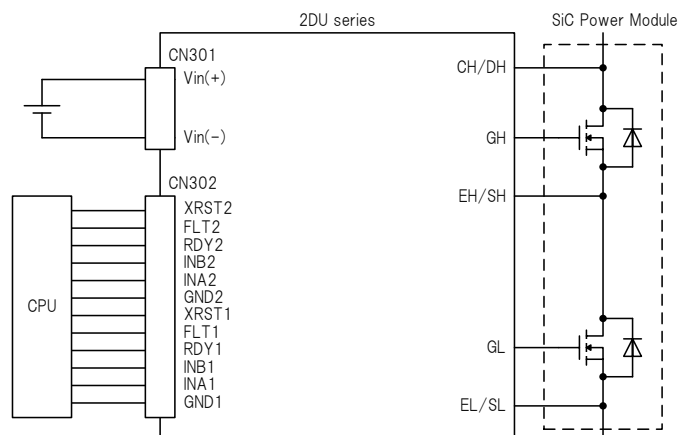 2DU series
SiC Power Module
CN301
Vin(+)
Vin(-)
CN302
XRST2
FLT2
RDY2
INB2
INA2
GND2
XRST1
FLT1
RDY1
INB1
INA1
GND1
CPU
CH/DH
GH
EH/SH
GL
EL/SL